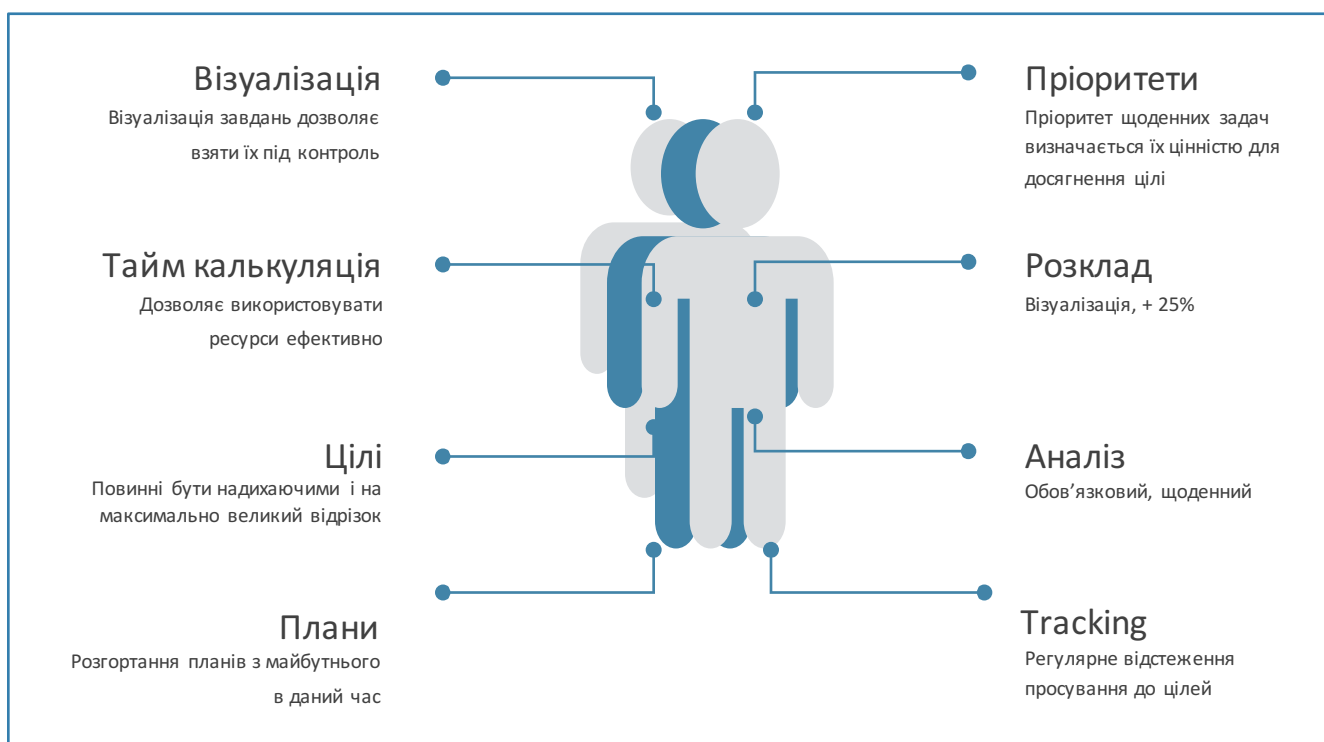 Візуалізація
Візуалізація завдань дозволяє
взяти їх під контроль
Тайм калькуляція
Дозволяє використовувати
ресурси ефективно
Цілі
Повинні бути надихаючими і на
максимально великий відрізок
Плани
Розгортання планів з майбутнього
в даний час
Пріоритети
Пріоритет щоденних задач
визначається їх цінністю для
досягнення цілі
Розклад
Візуалізація, + 25%
Аналіз
Обов’язковий, щоденний
Tracking
Регулярне відстеження
просування до цілей